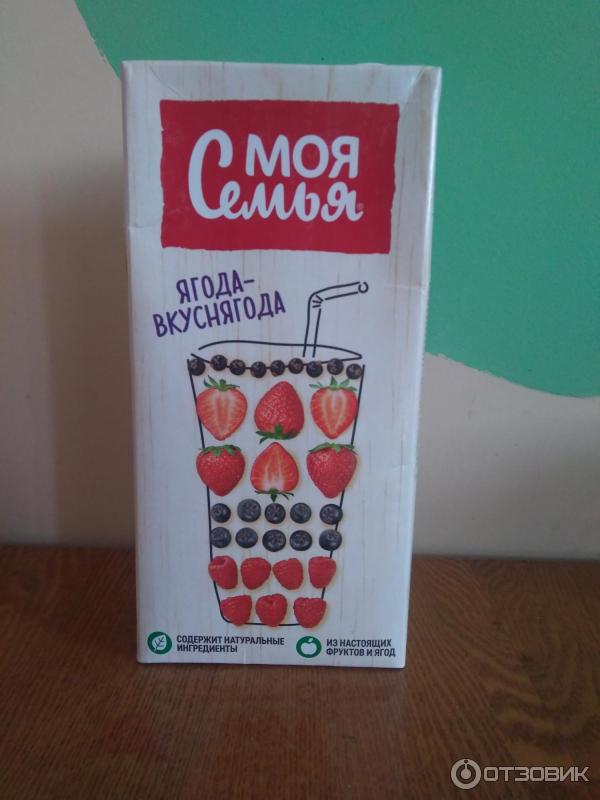 МОЯ
Семья®
ЯГОДА-
ВКУСНЯГОДА
СОДЕРЖИТ НАТУРАЛЬНЫЕ
ИНГРЕДИЕНТЫ
ИЗ НАСТОЯЩИХ
ФРУКТОВ И ЯГОД
ОТЗОВИК